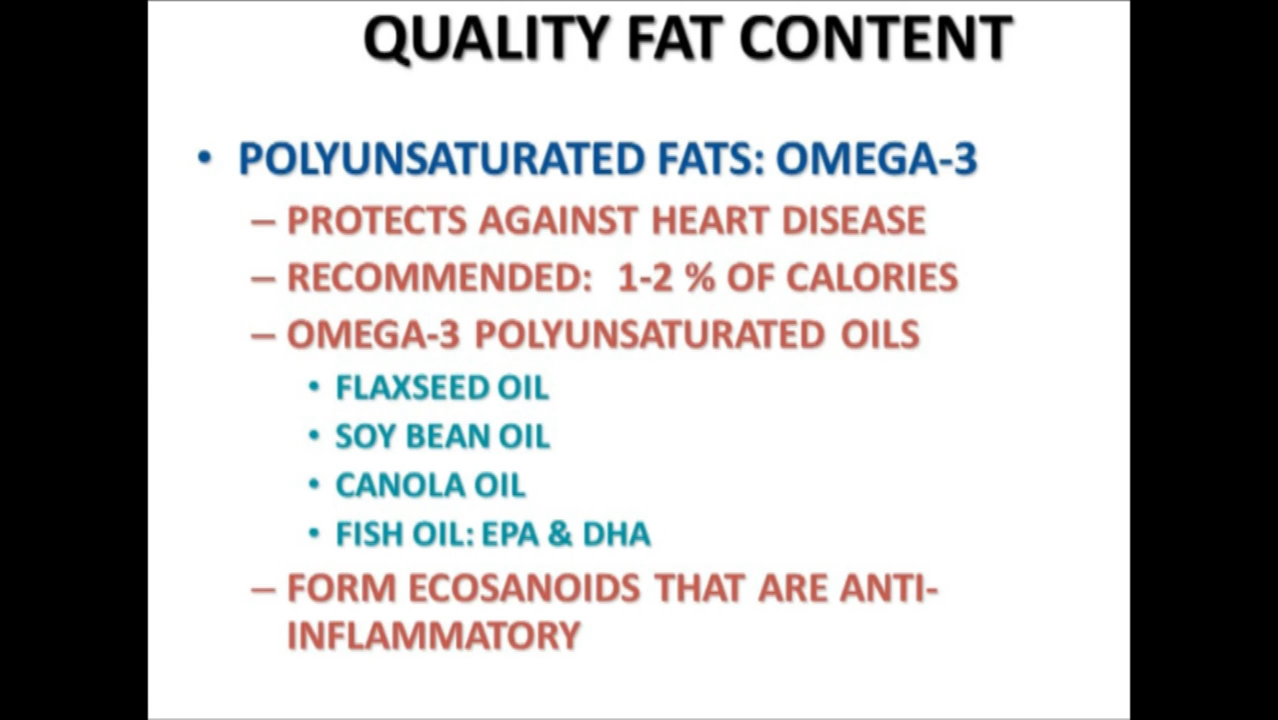 QUALITY FAT CONTENT
• POLYUNSATURATED FATS: OMEGA-3
– PROTECTS AGAINST HEART DISEASE
– RECOMMENDED: 1-2 % OF CALORIES
– OMEGA-3 POLYUNSATURATED OILS
• FLAXSEED OIL
• SOY BEAN OIL
• CANOLA OIL
• FISH OIL: EPA & DHA
– FORM ECOSANOIDS THAT ARE ANTI-
INFLAMMATORY